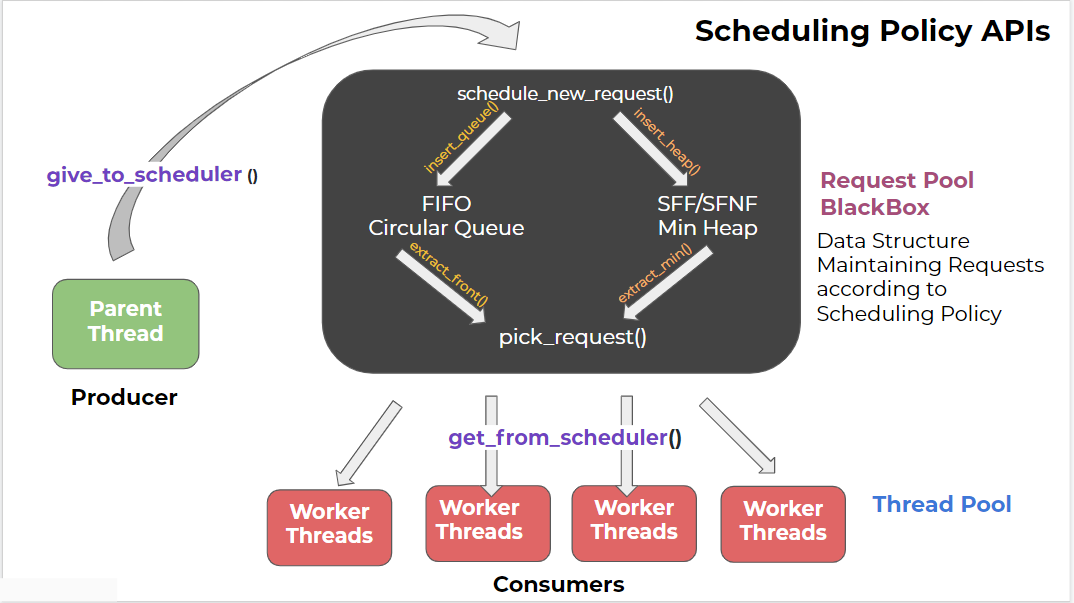 Scheduling Policy APIs
schedule_new_request()
insert_queue()
insert_heap()
give_to_scheduler ()
FIFO
Circular Queue
SFF/SFNF
Min Heap
Request Pool
BlackBox
Data Structure
Maintaining Requests
according to
Scheduling Policy
extract_front()
extract_min()
pick_request()
Parent
Thread
Producer
get_from_scheduler()
Worker
Threads
Worker
Threads
Worker
Threads
Worker
Threads
Thread Pool
Consumers